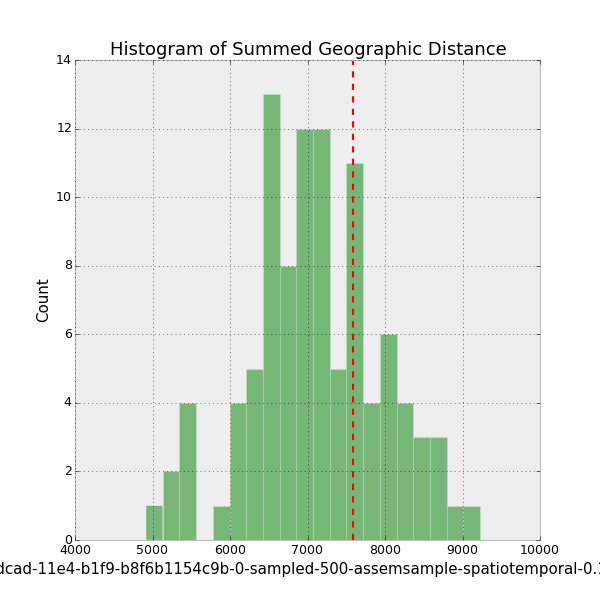 Histogram of Summed Geographic Distance
14
12
10
8
6
4
2
0
Count
4000 5000 6000 7000 8000 9000 10000
dcad-11e4-b1f9-b8f6b1154c9b-0-sampled-500-assemsample-spatiotemporal-0.1